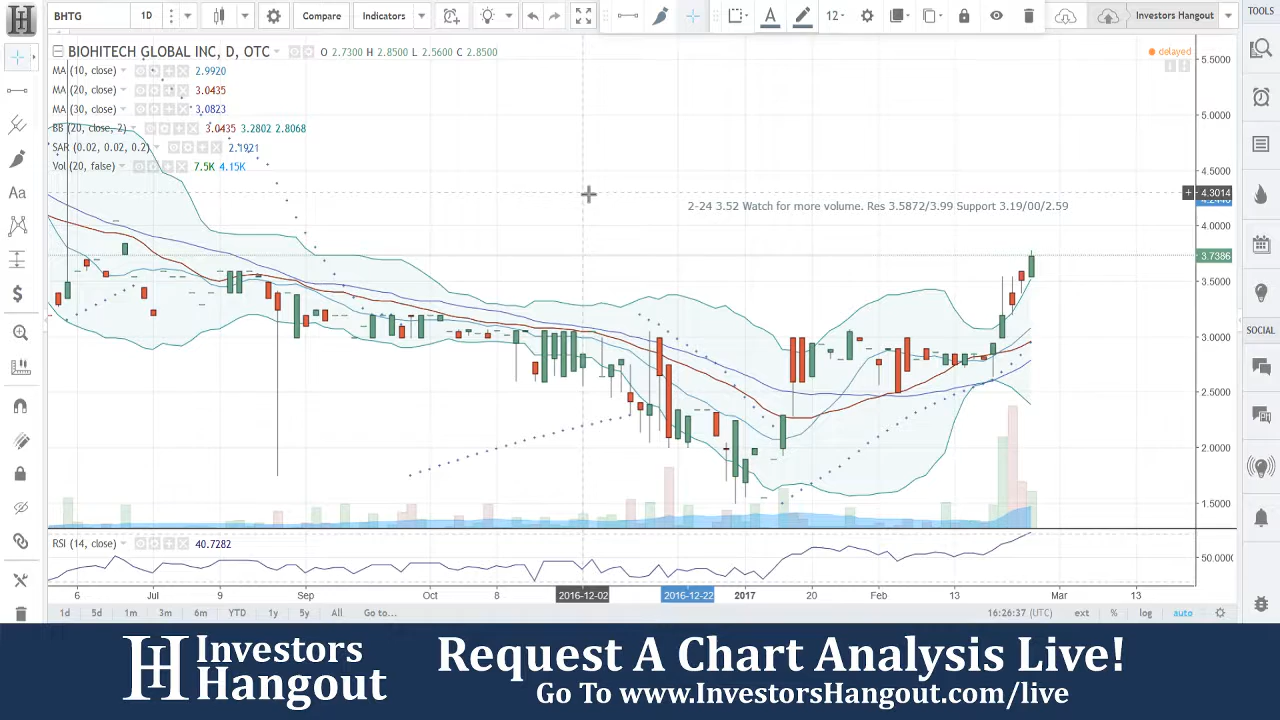 BHTG 1D Compare Indicators 12 Investors Hangout TOOLS
BIOHITECH GLOBAL INC, D, OTC O 2.7300 H 2.8500 L 2.5600 C 2.8500 delayed
MA (10, close) 2.9920
MA (20, close) 3.0435
MA (30, close) 3.0823
BB (20, close, 2) 3.0435 3.2802 2.8068
SAR (0.02, 0.02, 0.2) 2.1921
Vol (20, false) 7.5K 4.15K
2-24 3.52 Watch for more volume. Res 3.5872/3.99 Support 3.19/00/2.59
5.5000
5.0000
4.5000
4.3014
4.0000
3.7386
3.5000
3.0000
2.5000
2.0000
1.5000
Aa
SOCIAL
RSI (14, close) 40.7282
50.0000
6 Jul 9 Sep Oct 8 2016-12-02 2016-12-22 2017 20 Feb 13 Mar 13
1d 5d 1m 3m 6m YTD 1y 5y All Go to... 16:26:37 (UTC) ext % log auto
Investors
Hangout
Request A Chart Analysis Live!
Go To www.InvestorsHangout.com/live